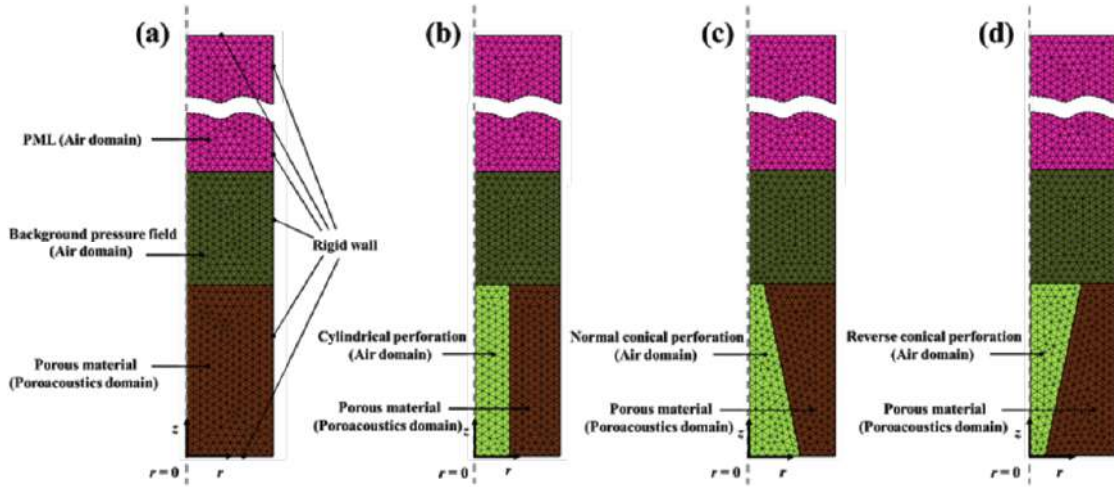 (a)
(b)
(c)
(d)
PML (Air domain)
Background pressure field
(Air domain)
Rigid wall
Porous material
(Poroacoustics domain)
z
r = 0
r
Cylindrical perforation
(Air domain)
Porous material
(Poroacoustics domain)
z
r = 0
r
Normal conical perforation
(Air domain)
Porous material
(Poroacoustics domain)
z
r = 0
r
Reverse conical perforation
(Air domain)
Porous material
(Poroacoustics domain)
z
r = 0
r